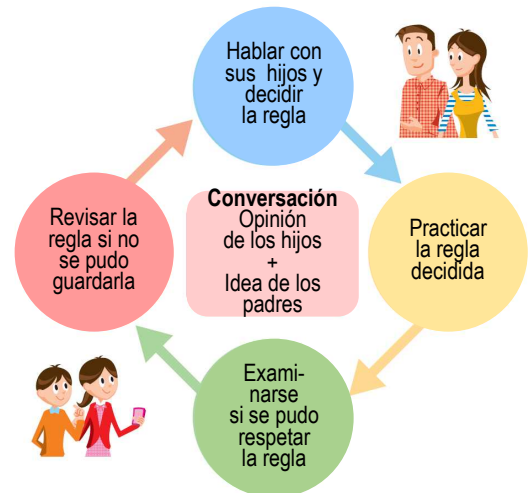 Hablar con
sus hijos y
decidir
la regla
Practicar
la regla
decidida
Exami-
narse
si se pudo
respetar
la regla
Revisar la
regla si no
se pudo
guardarla
Conversación
Opinión
de los hijos
+
Idea de los
padres